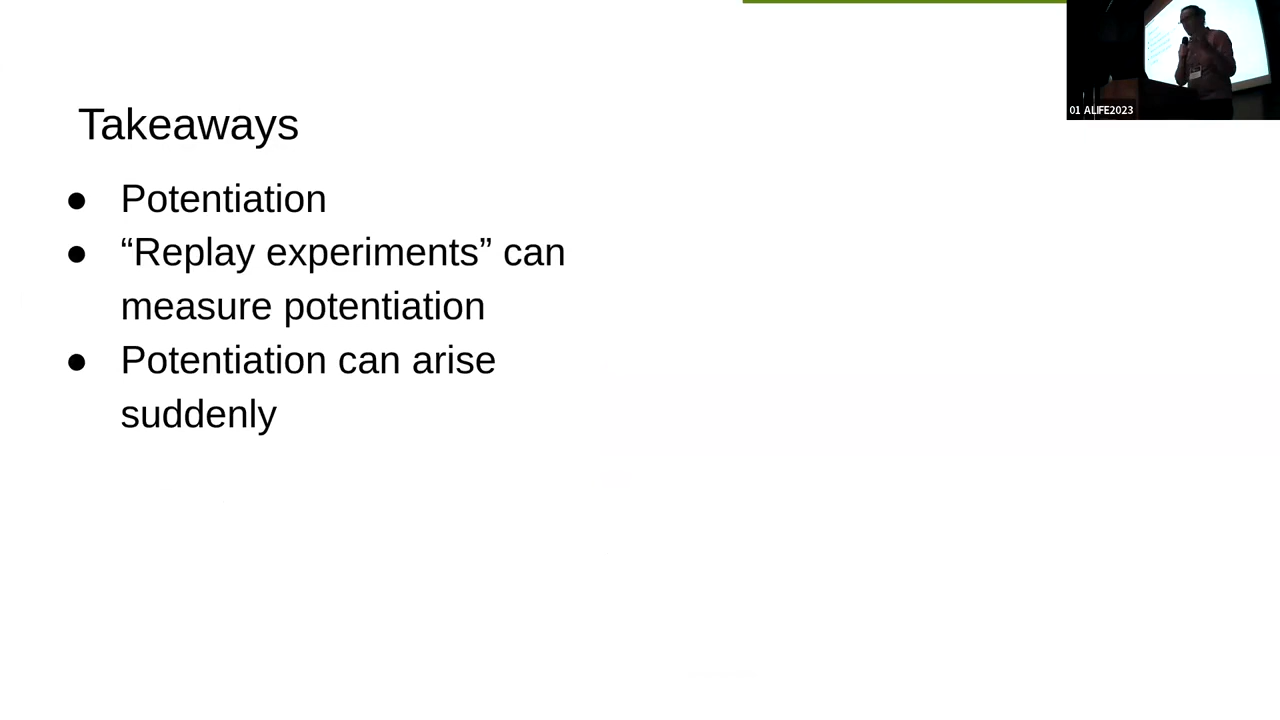 01 ALIFE2023
Takeaways
● Potentiation
● “Replay experiments” can
measure potentiation
● Potentiation can arise
suddenly